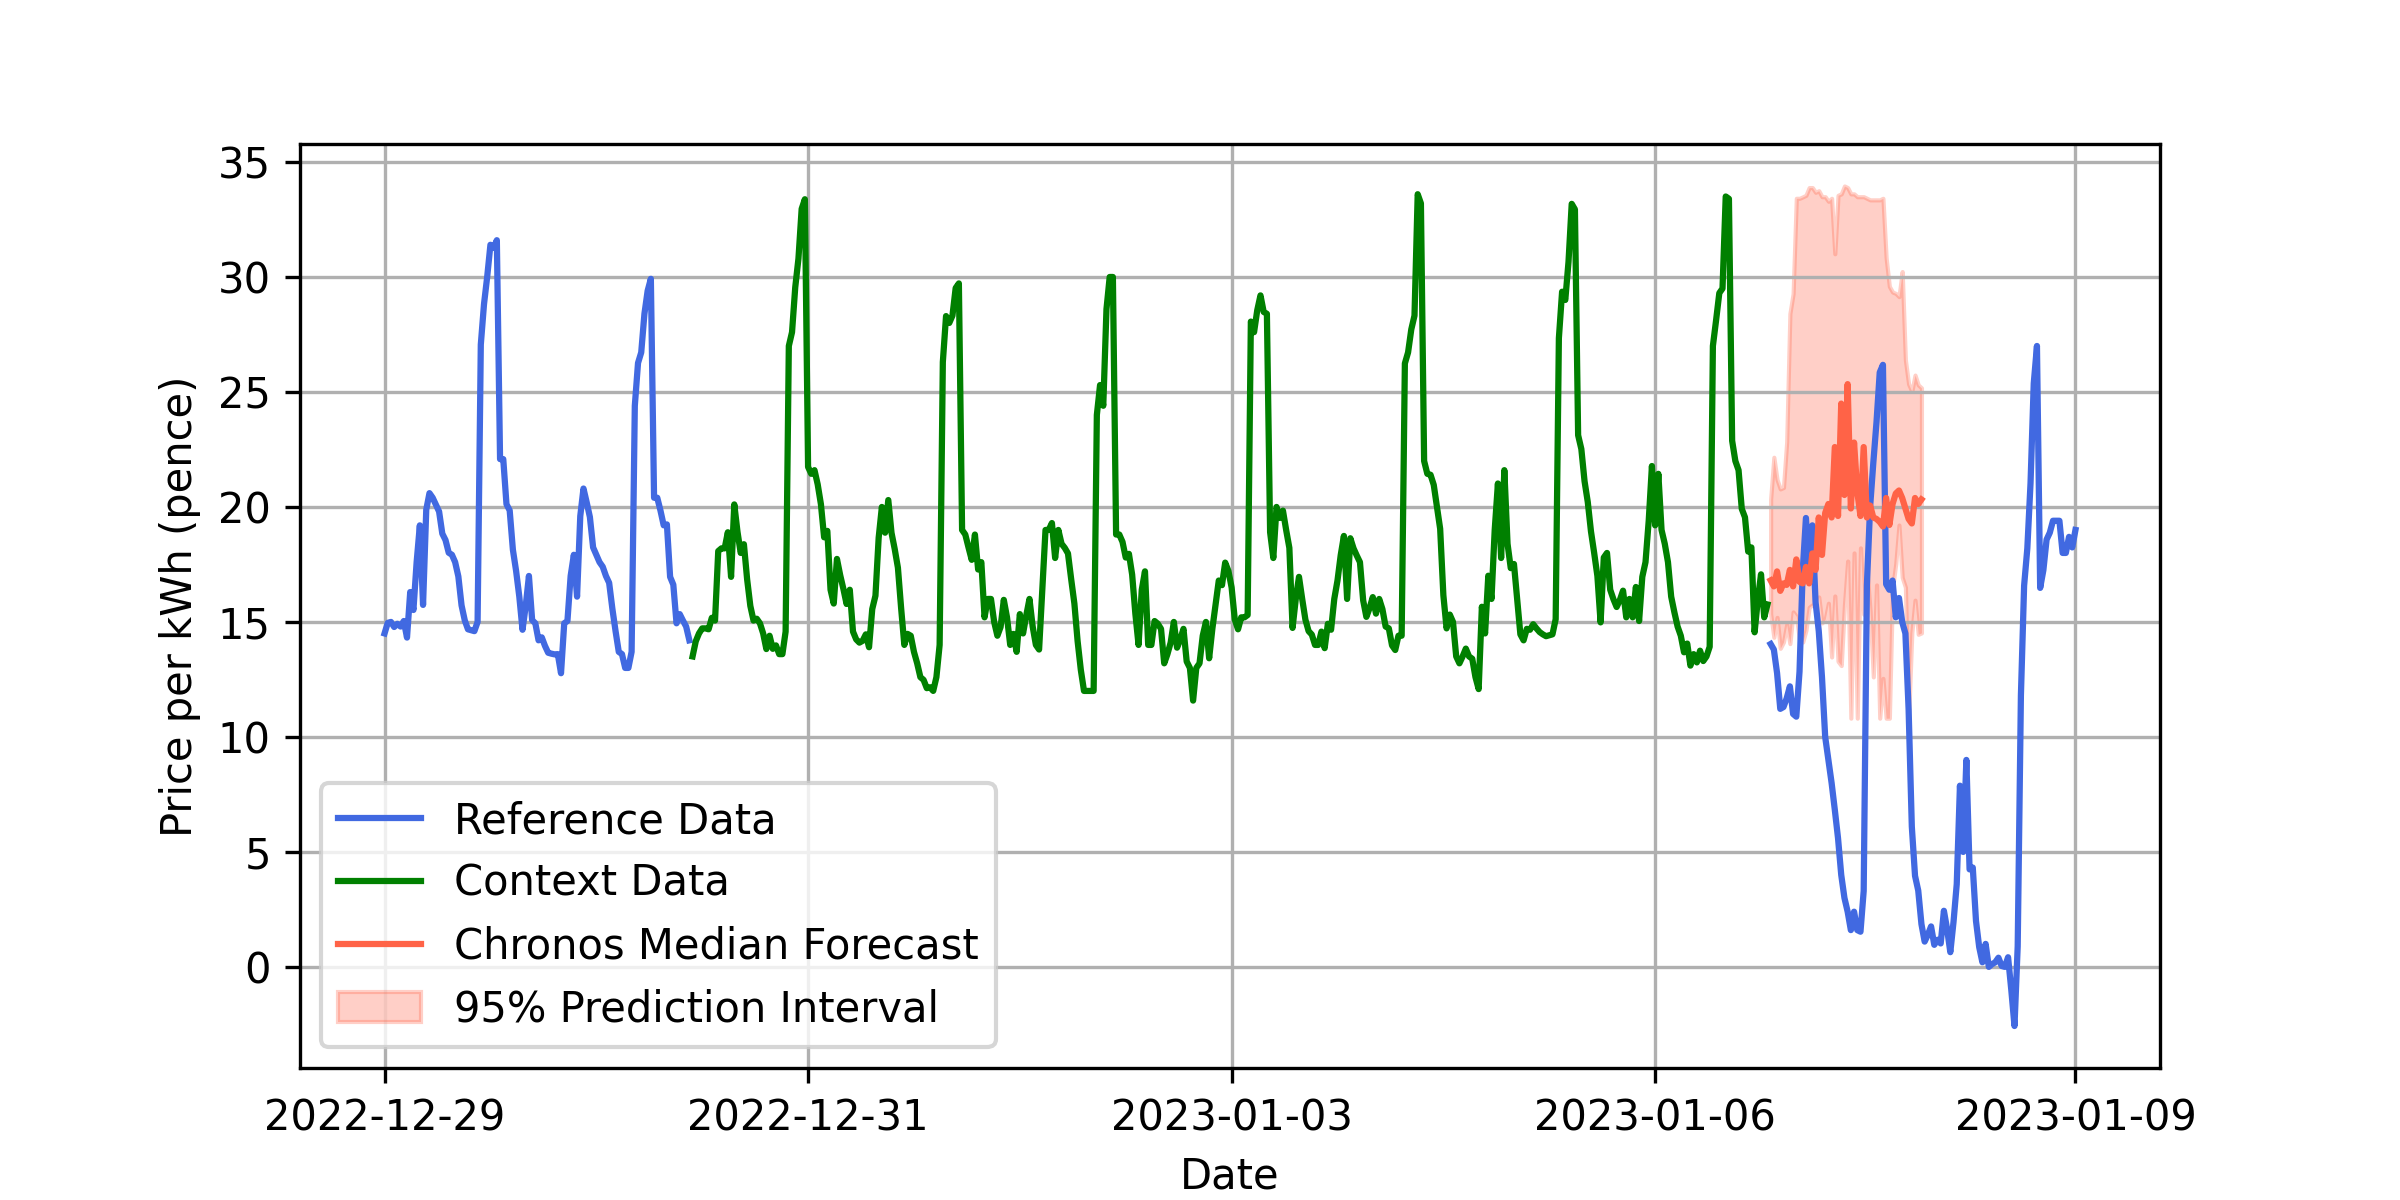 35
30
25
20
15
10
5
0
Price per kWh (pence)
Reference Data
Context Data
Chronos Median Forecast
95% Prediction Interval
2022-12-29 2022-12-31 2023-01-03 2023-01-06 2023-01-09
Date